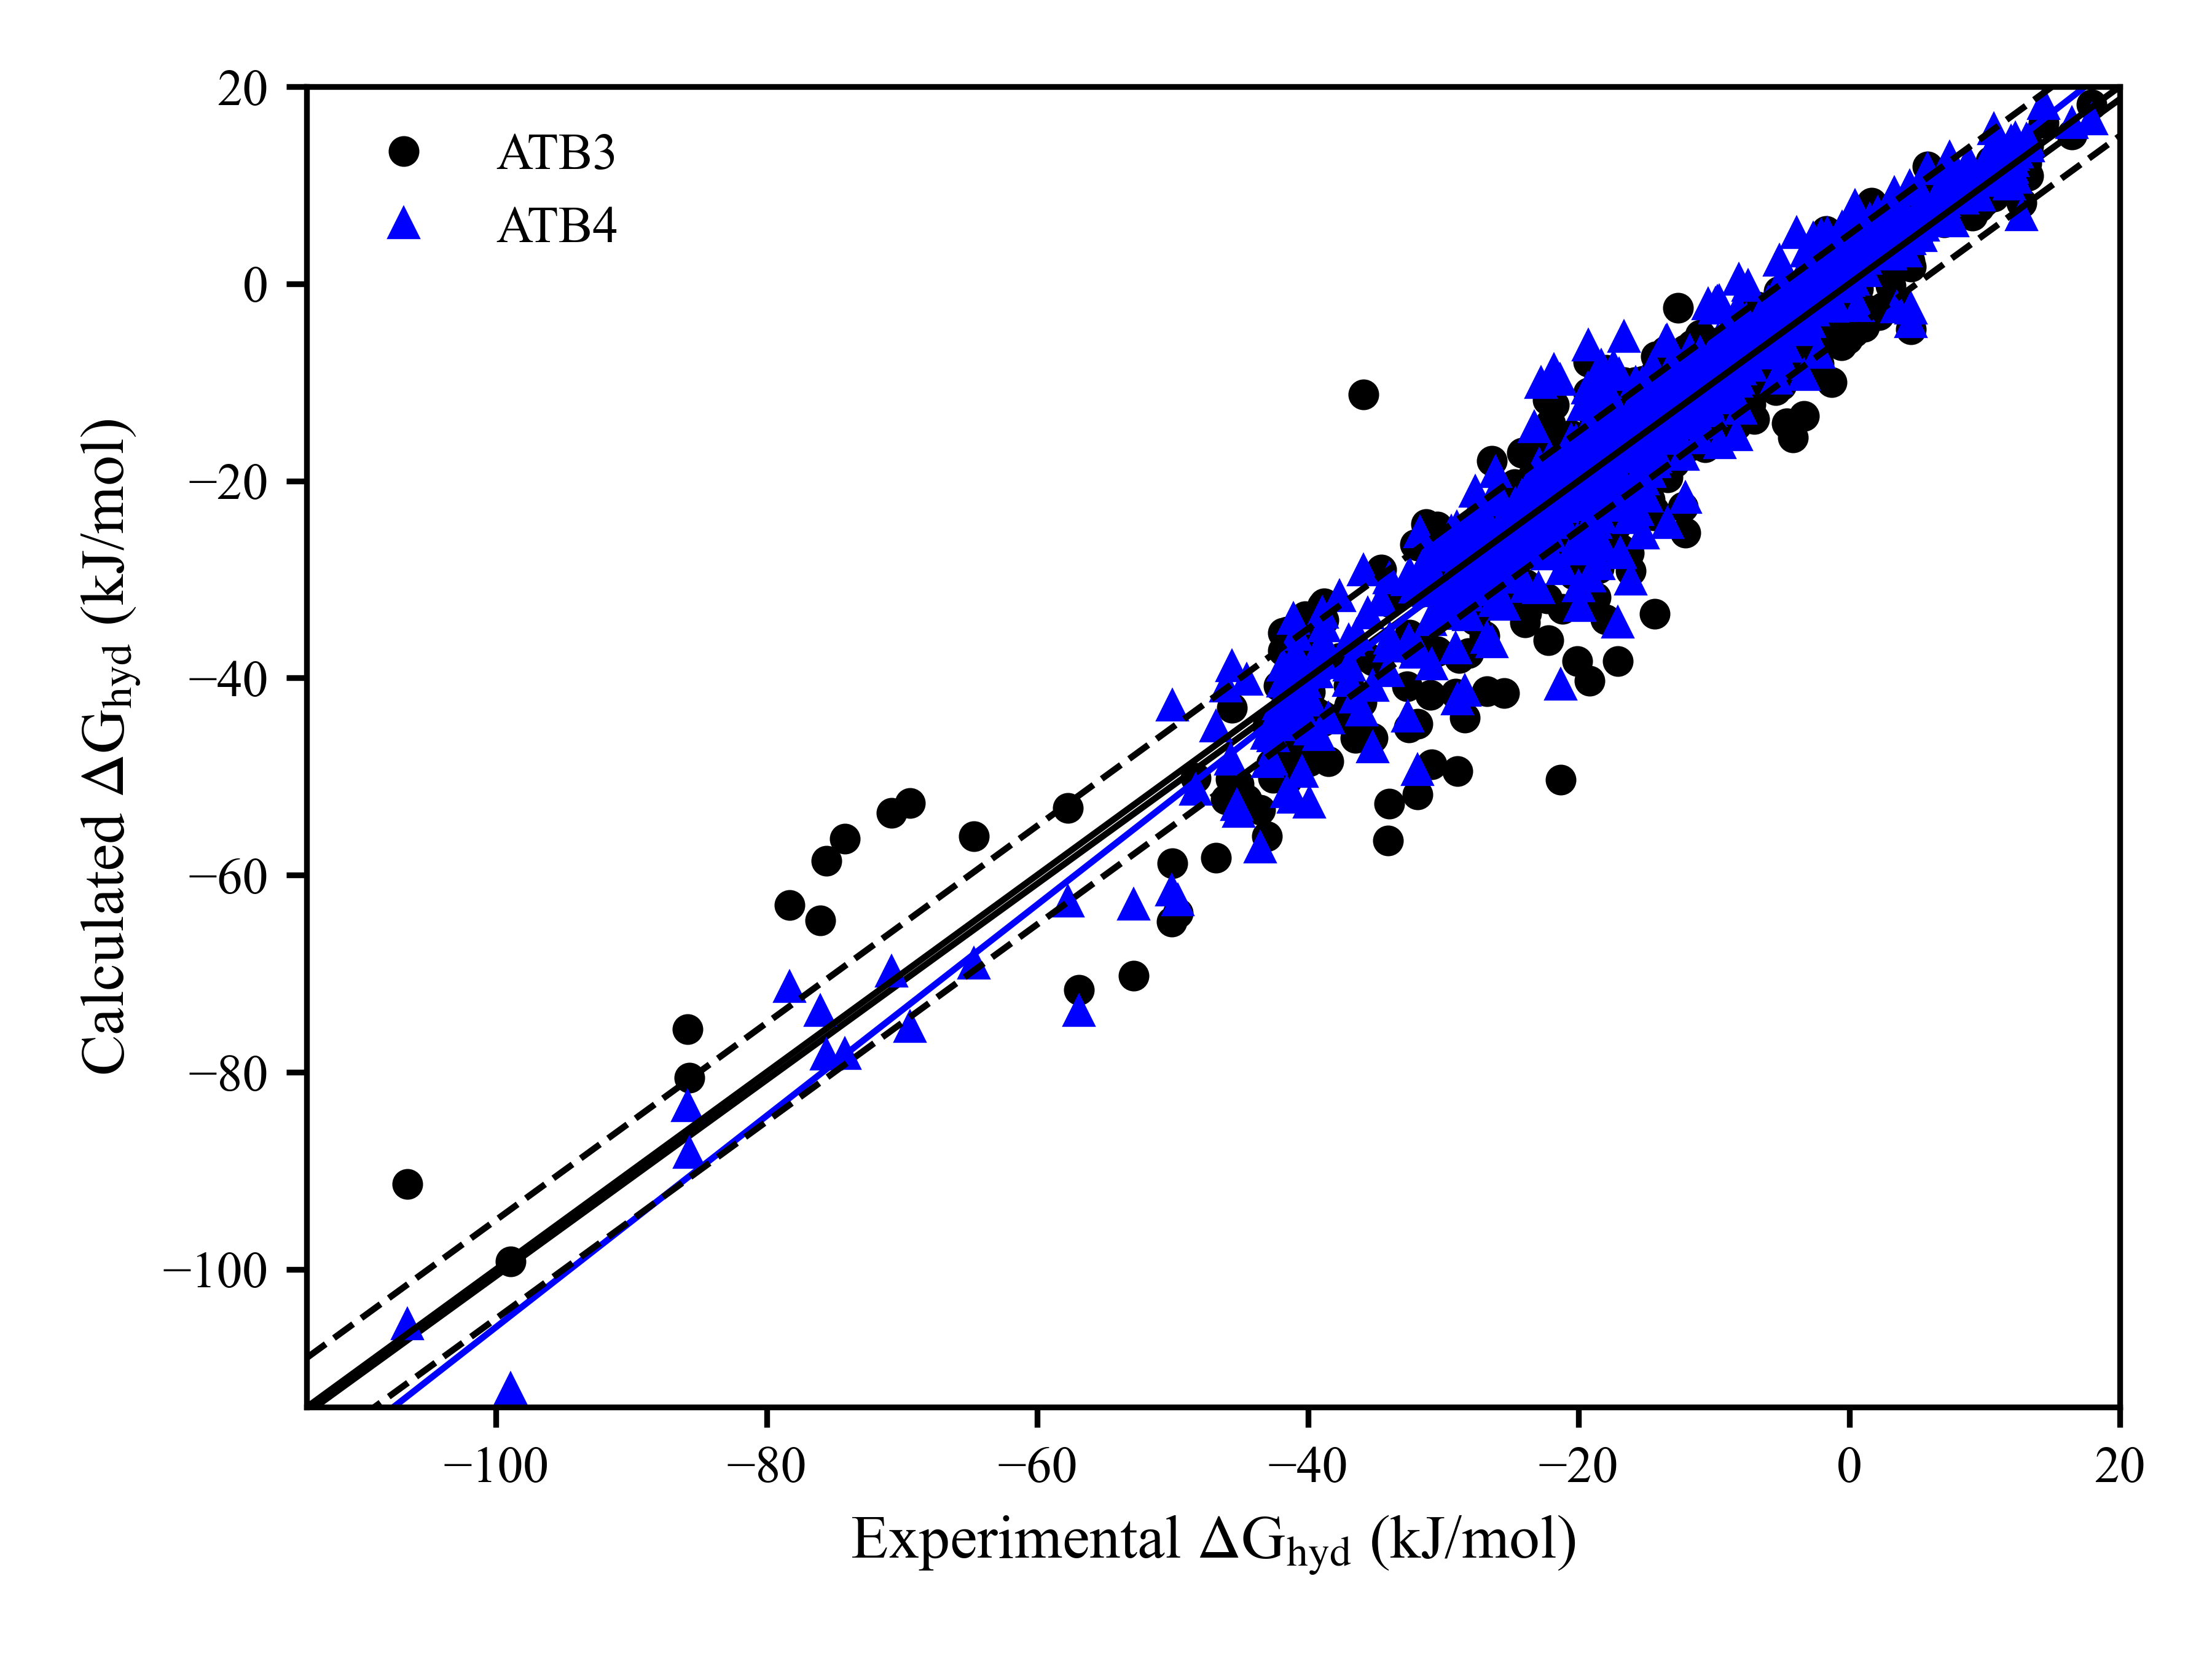 ATB3
ATB4
20
0
−20
−40
−60
−80
−100
Calculated ΔGhyd (kJ/mol)
−100 −80 −60 −40 −20 0 20
Experimental ΔGhyd (kJ/mol)